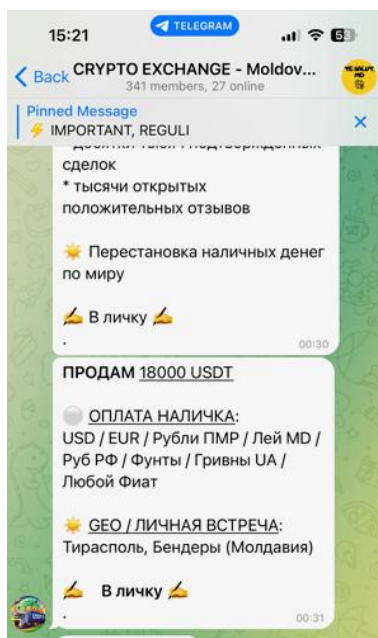 15:21
TELEGRAM
Back
CRYPTO EXCHANGE - Moldov...
341 members, 27 online
Pinned Message
⚡ IMPORTANT, REGULI
сделок
* тысячи открытых
положительных отзывов
☀️ Перестановка наличных денег
по миру
✍️ В личку ✍️
.
00:30
ПРОДАМ 18000 USDT
⚪ ОПЛАТА НАЛИЧКА:
USD / EUR / Рубли ПМР / Лей MD /
Руб РФ / Фунты / Гривны UA /
Любой Фиат
☀️ GEO / ЛИЧНАЯ ВСТРЕЧА:
Тирасполь, Бендеры (Молдавия)
✍️ В личку ✍️
.
00:31